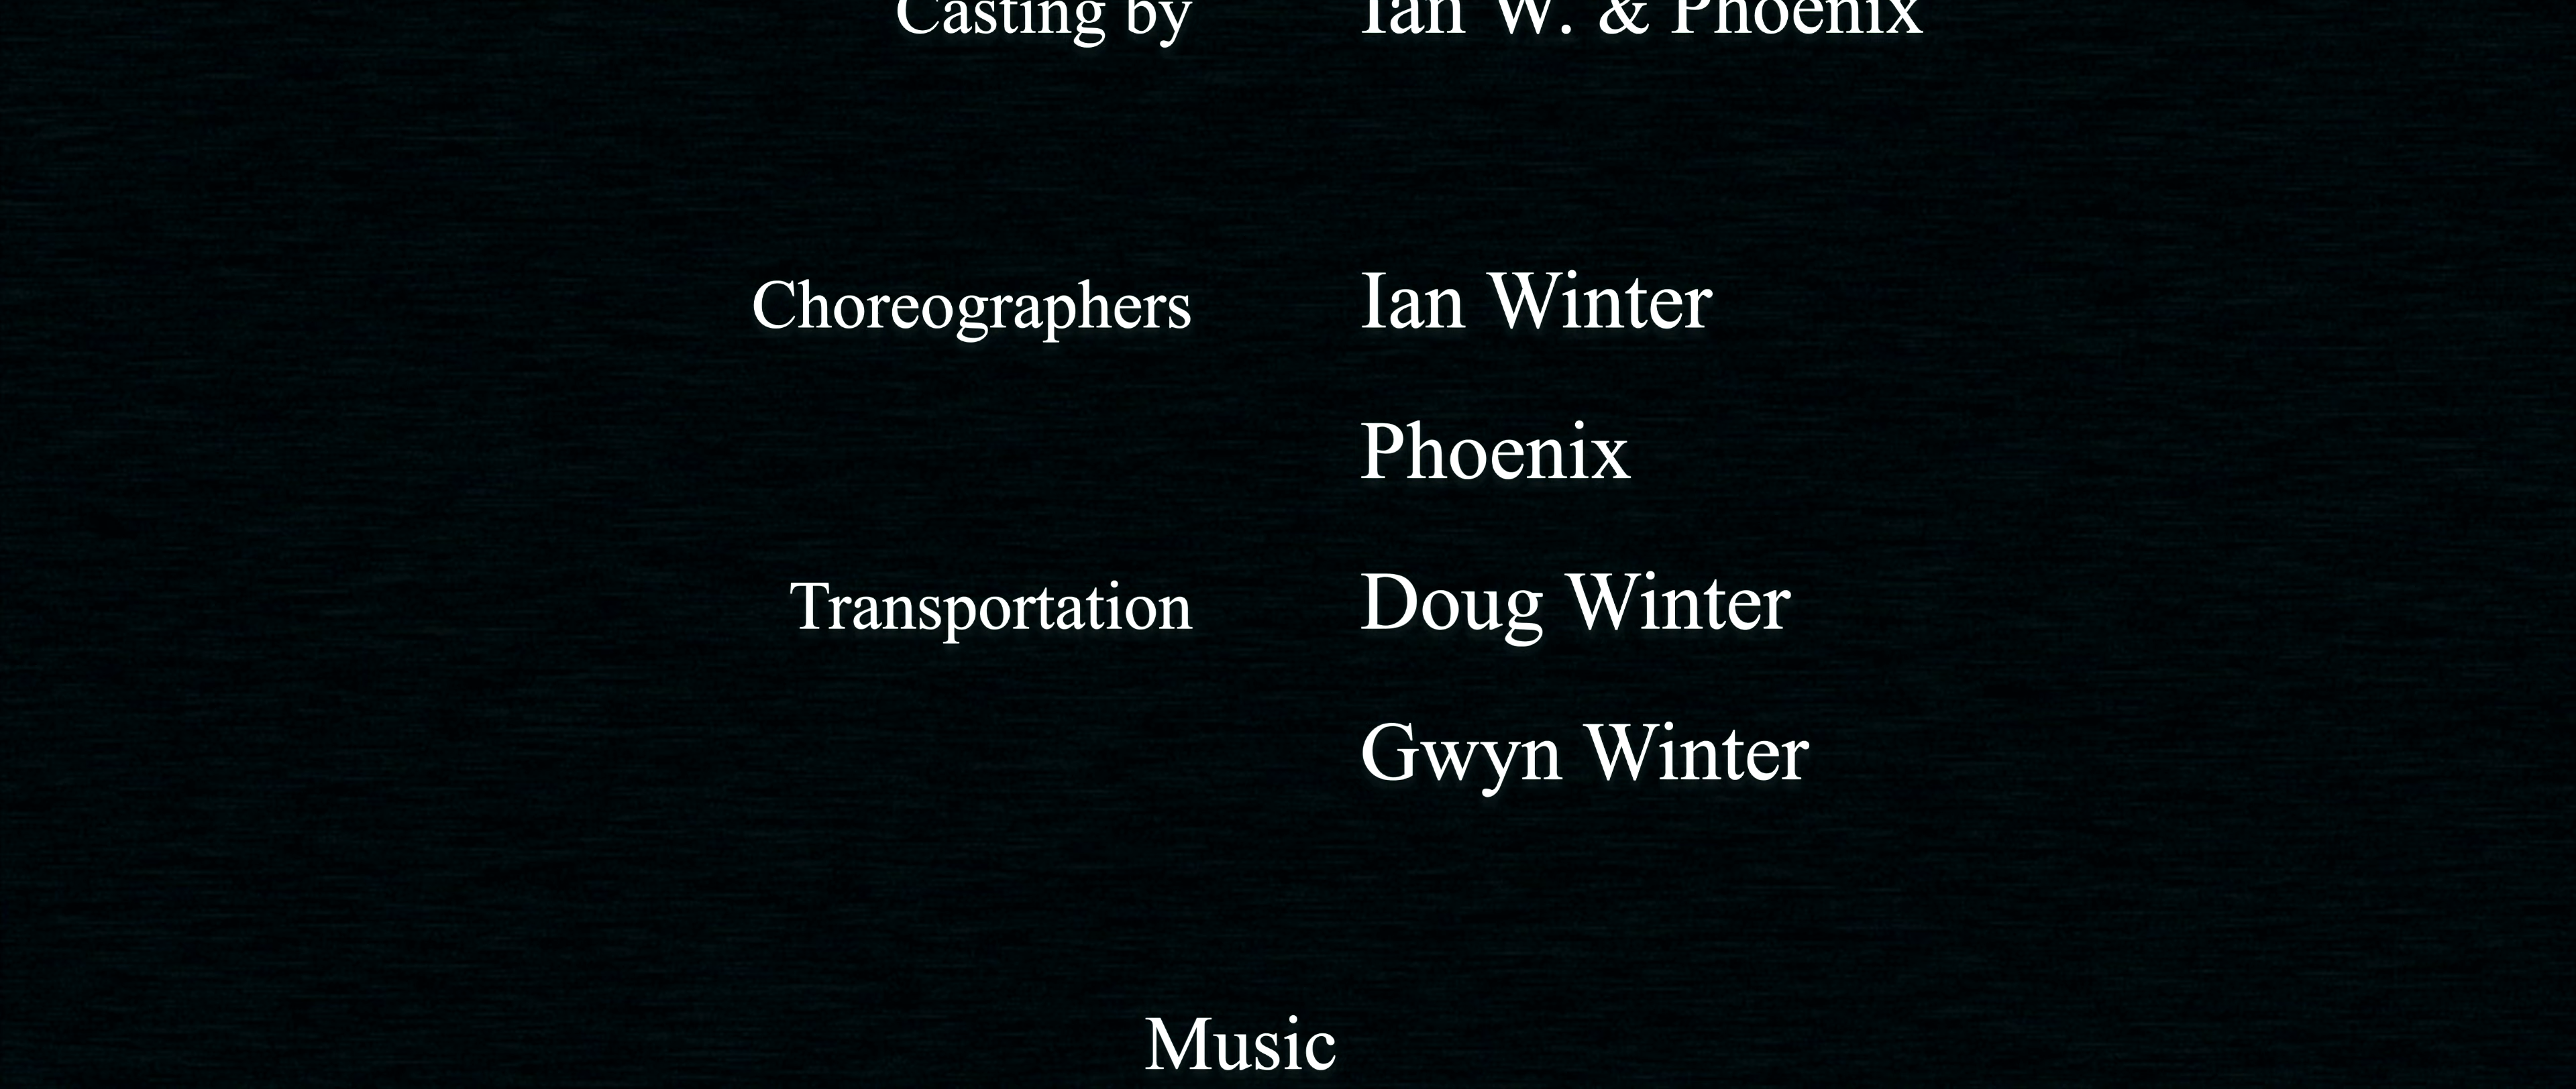 Casting by Ian W. & Phoenix
Choreographers Ian Winter
Phoenix
Transportation Doug Winter
Gwyn Winter
Music